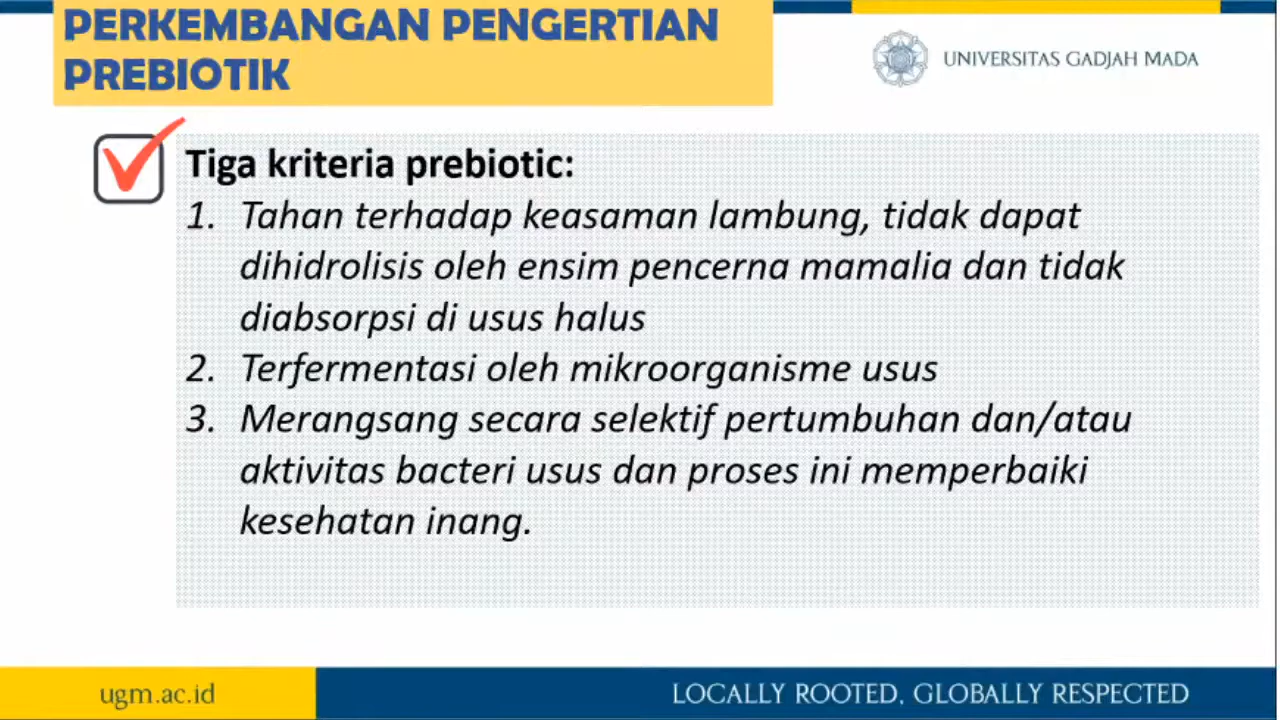 PERKEMBANGAN PENGERTIAN
PREBIOTIK
UNIVERSITAS GADJAH MADA
Tiga kriteria prebiotic:
1. Tahan terhadap keasaman lambung, tidak dapat
dihidrolisis oleh ensim pencerna mamalia dan tidak
diabsorpsi di usus halus
2. Terfermentasi oleh mikroorganisme usus
3. Merangsang secara selektif pertumbuhan dan/atau
aktivitas bacteri usus dan proses ini memperbaiki
kesehatan inang.
ugm.ac.id
LOCALLY ROOTED, GLOBALLY RESPECTED